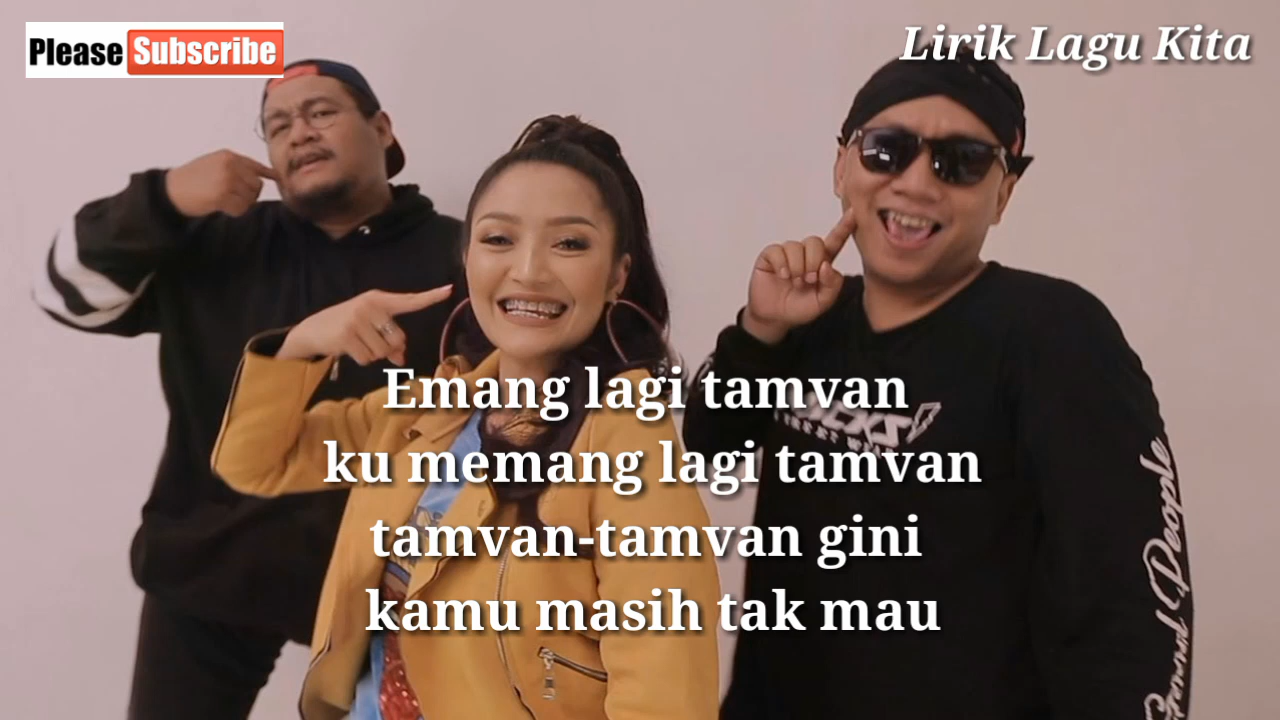 Please Subscribe
Lirik Lagu Kita
Emang lagi tamvan
ku memang lagi tamvan
tamvan-tamvan gini
kamu masih tak mau
People